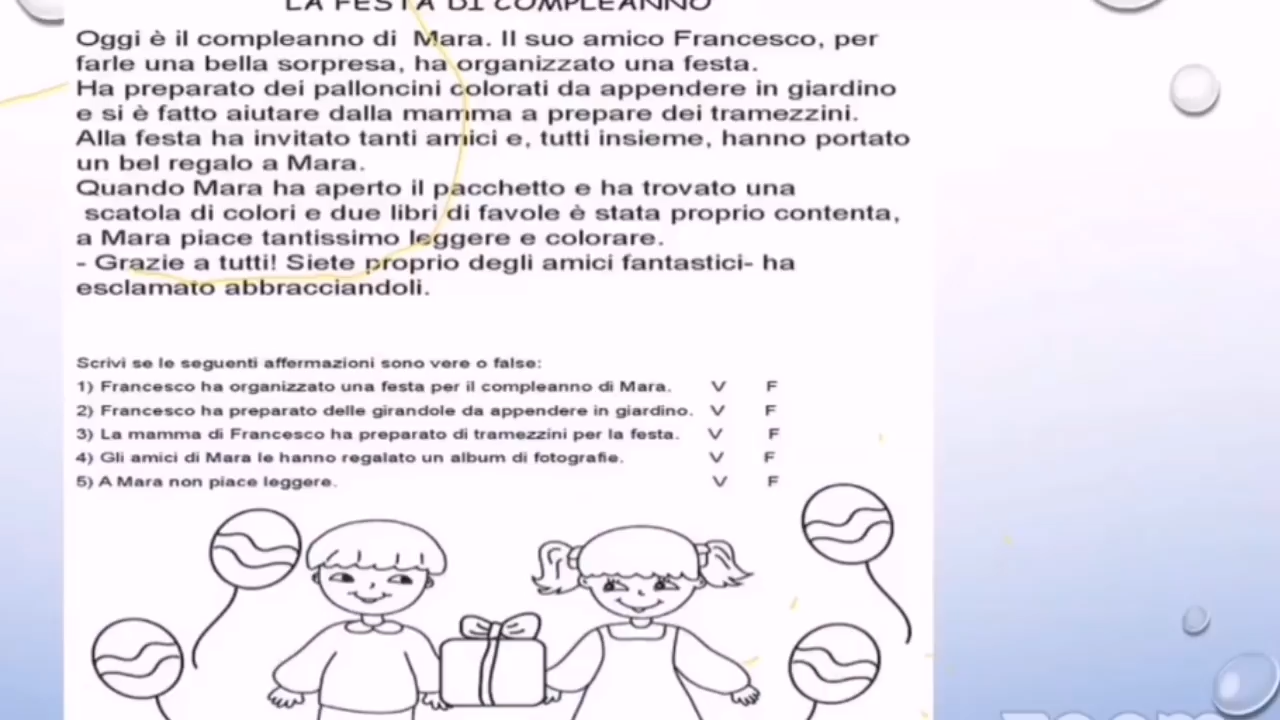 LA FESTA DI COMPLEANNO
Oggi è il compleanno di Mara. Il suo amico Francesco, per
farle una bella sorpresa, ha organizzato una festa.
Ha preparato dei palloncini colorati da appendere in giardino
e si è fatto aiutare dalla mamma a prepare dei tramezzini.
Alla festa ha invitato tanti amici e, tutti insieme, hanno portato
un bel regalo a Mara.
Quando Mara ha aperto il pacchetto e ha trovato una
scatola di colori e due libri di favole è stata proprio contenta,
a Mara piace tantissimo leggere e colorare.
- Grazie a tutti! Siete proprio degli amici fantastici- ha
esclamato abbracciandoli.
Scrivi se le seguenti affermazioni sono vere o false:
1) Francesco ha organizzato una festa per il compleanno di Mara. V F
2) Francesco ha preparato delle girandole da appendere in giardino. V F
3) La mamma di Francesco ha preparato di tramezzini per la festa. V F
4) Gli amici di Mara le hanno regalato un album di fotografie. V F
5) A Mara non piace leggere. V F
zoom